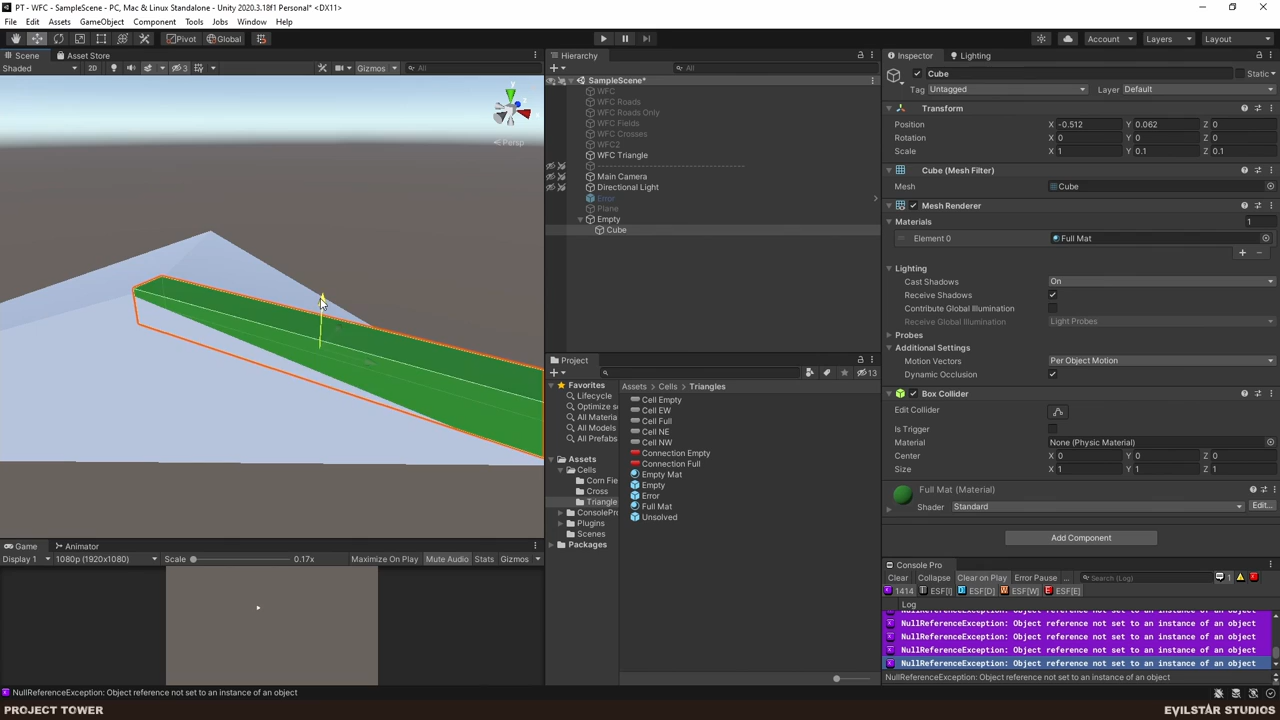 PT - WFC - SampleScene - PC, Mac & Linux Standalone - Unity 2020.3.18f1 Personal* <DX11>
File Edit Assets GameObject Component Tools Jobs Window Help
Pivot Global Account Layers Layout
Scene Asset Store
Shaded 2D 3 Gizmos All
y
Persp
Hierarchy
All
SampleScene*
WFC
WFC Roads
WFC Roads Only
WFC Fields
WFC Crosses
WFC2
WFC Triangle
Main Camera
Directional Light
Error
Plane
Empty
Cube
Project
13
Favorites
Lifecycle
Optimize s
All Materia
All Models
All Prefabs
Assets
Cells
Corn Fie
Cross
Triangle
ConsolePro
Plugins
Scenes
Packages
Assets > Cells > Triangles
Cell Empty
Cell EW
Cell Full
Cell NE
Cell NW
Connection Empty
Connection Full
Empty Mat
Empty
Error
Full Mat
Unsolved
Inspector Lighting
Cube Static
Tag Untagged Layer Default
Transform
Position X -0.512 Y 0.062 Z 0
Rotation X 0 Y 0 Z 0
Scale X 1 Y 0.1 Z 0.1
Cube (Mesh Filter)
Mesh Cube
Mesh Renderer
Materials 1
Element 0 Full Mat
Lighting
Cast Shadows On
Receive Shadows
Contribute Global Illumination
Receive Global Illumination Light Probes
Probes
Additional Settings
Motion Vectors Per Object Motion
Dynamic Occlusion
Box Collider
Edit Collider
Is Trigger
Material None (Physic Material)
Center X 0 Y 0 Z 0
Size X 1 Y 1 Z 1
Full Mat (Material)
Shader Standard Edit...
Add Component
Game Animator
Display 1 1080p (1920x1080) Scale 0.17x Maximize On Play Mute Audio Stats Gizmos
Console Pro
Clear Collapse Clear on Play Error Pause ... Search (Log) 1
1414 ESF[I] ESF[D] ESF[W] ESF[E]
Log
NullReferenceException: Object reference not set to an instance of an object
NullReferenceException: Object reference not set to an instance of an object
NullReferenceException: Object reference not set to an instance of an object
NullReferenceException: Object reference not set to an instance of an object
NullReferenceException: Object reference not set to an instance of an object
NullReferenceException: Object reference not set to an instance of an object
NullReferenceException: Object reference not set to an instance of an object
PROJECT TOWER
EVILSTAR STUDIOS